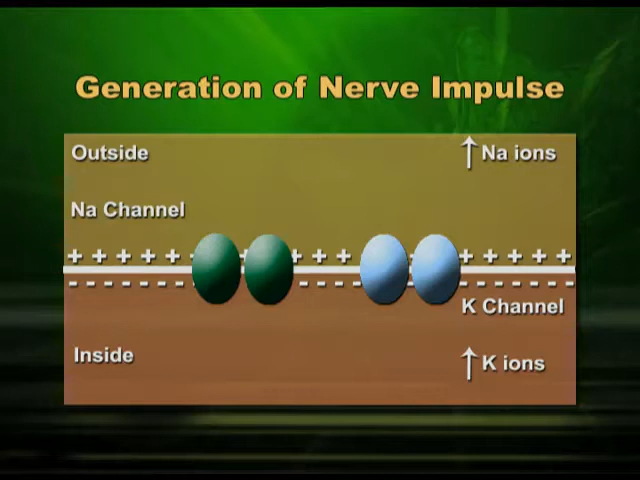 Generation of Nerve Impulse
Outside
↑ Na ions
Na Channel
+ + + + + + + + + + + + + +
- - - - - - - - - - - - - - - - - -
K Channel
Inside
↑ K ions